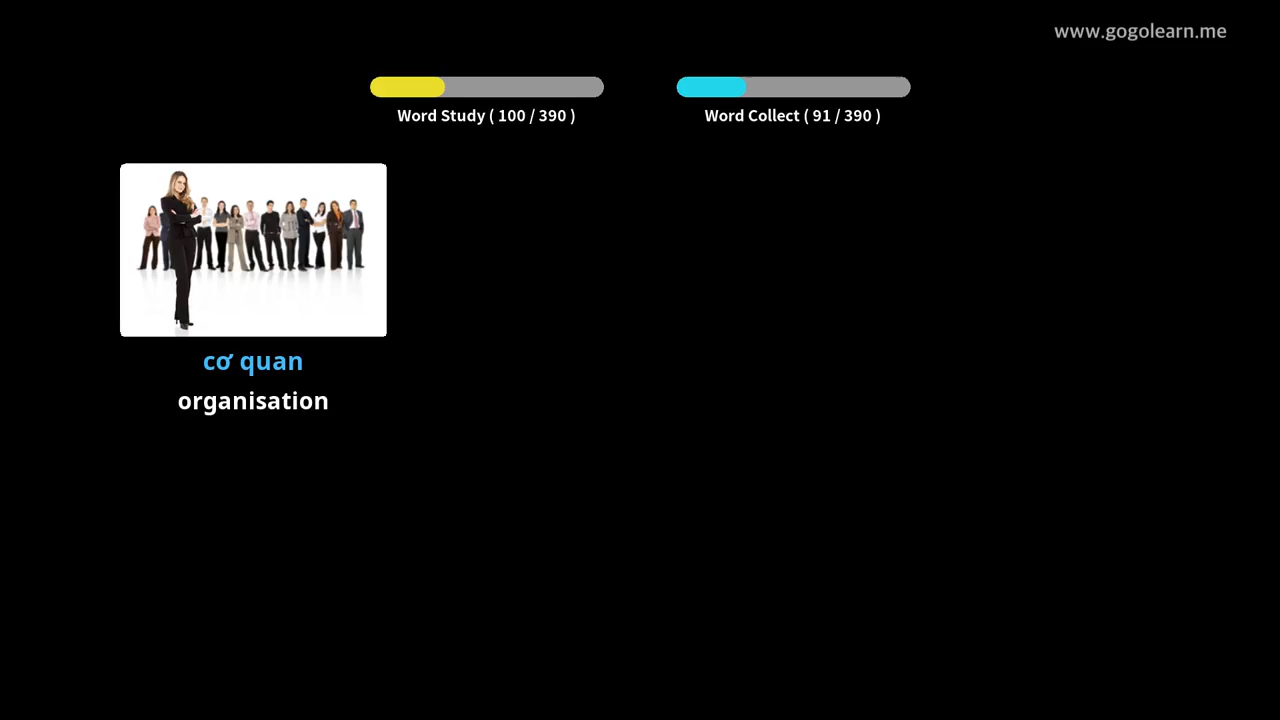 www.gogolearn.me
Word Study ( 100 / 390 )
Word Collect ( 91 / 390 )
cơ quan
organisation